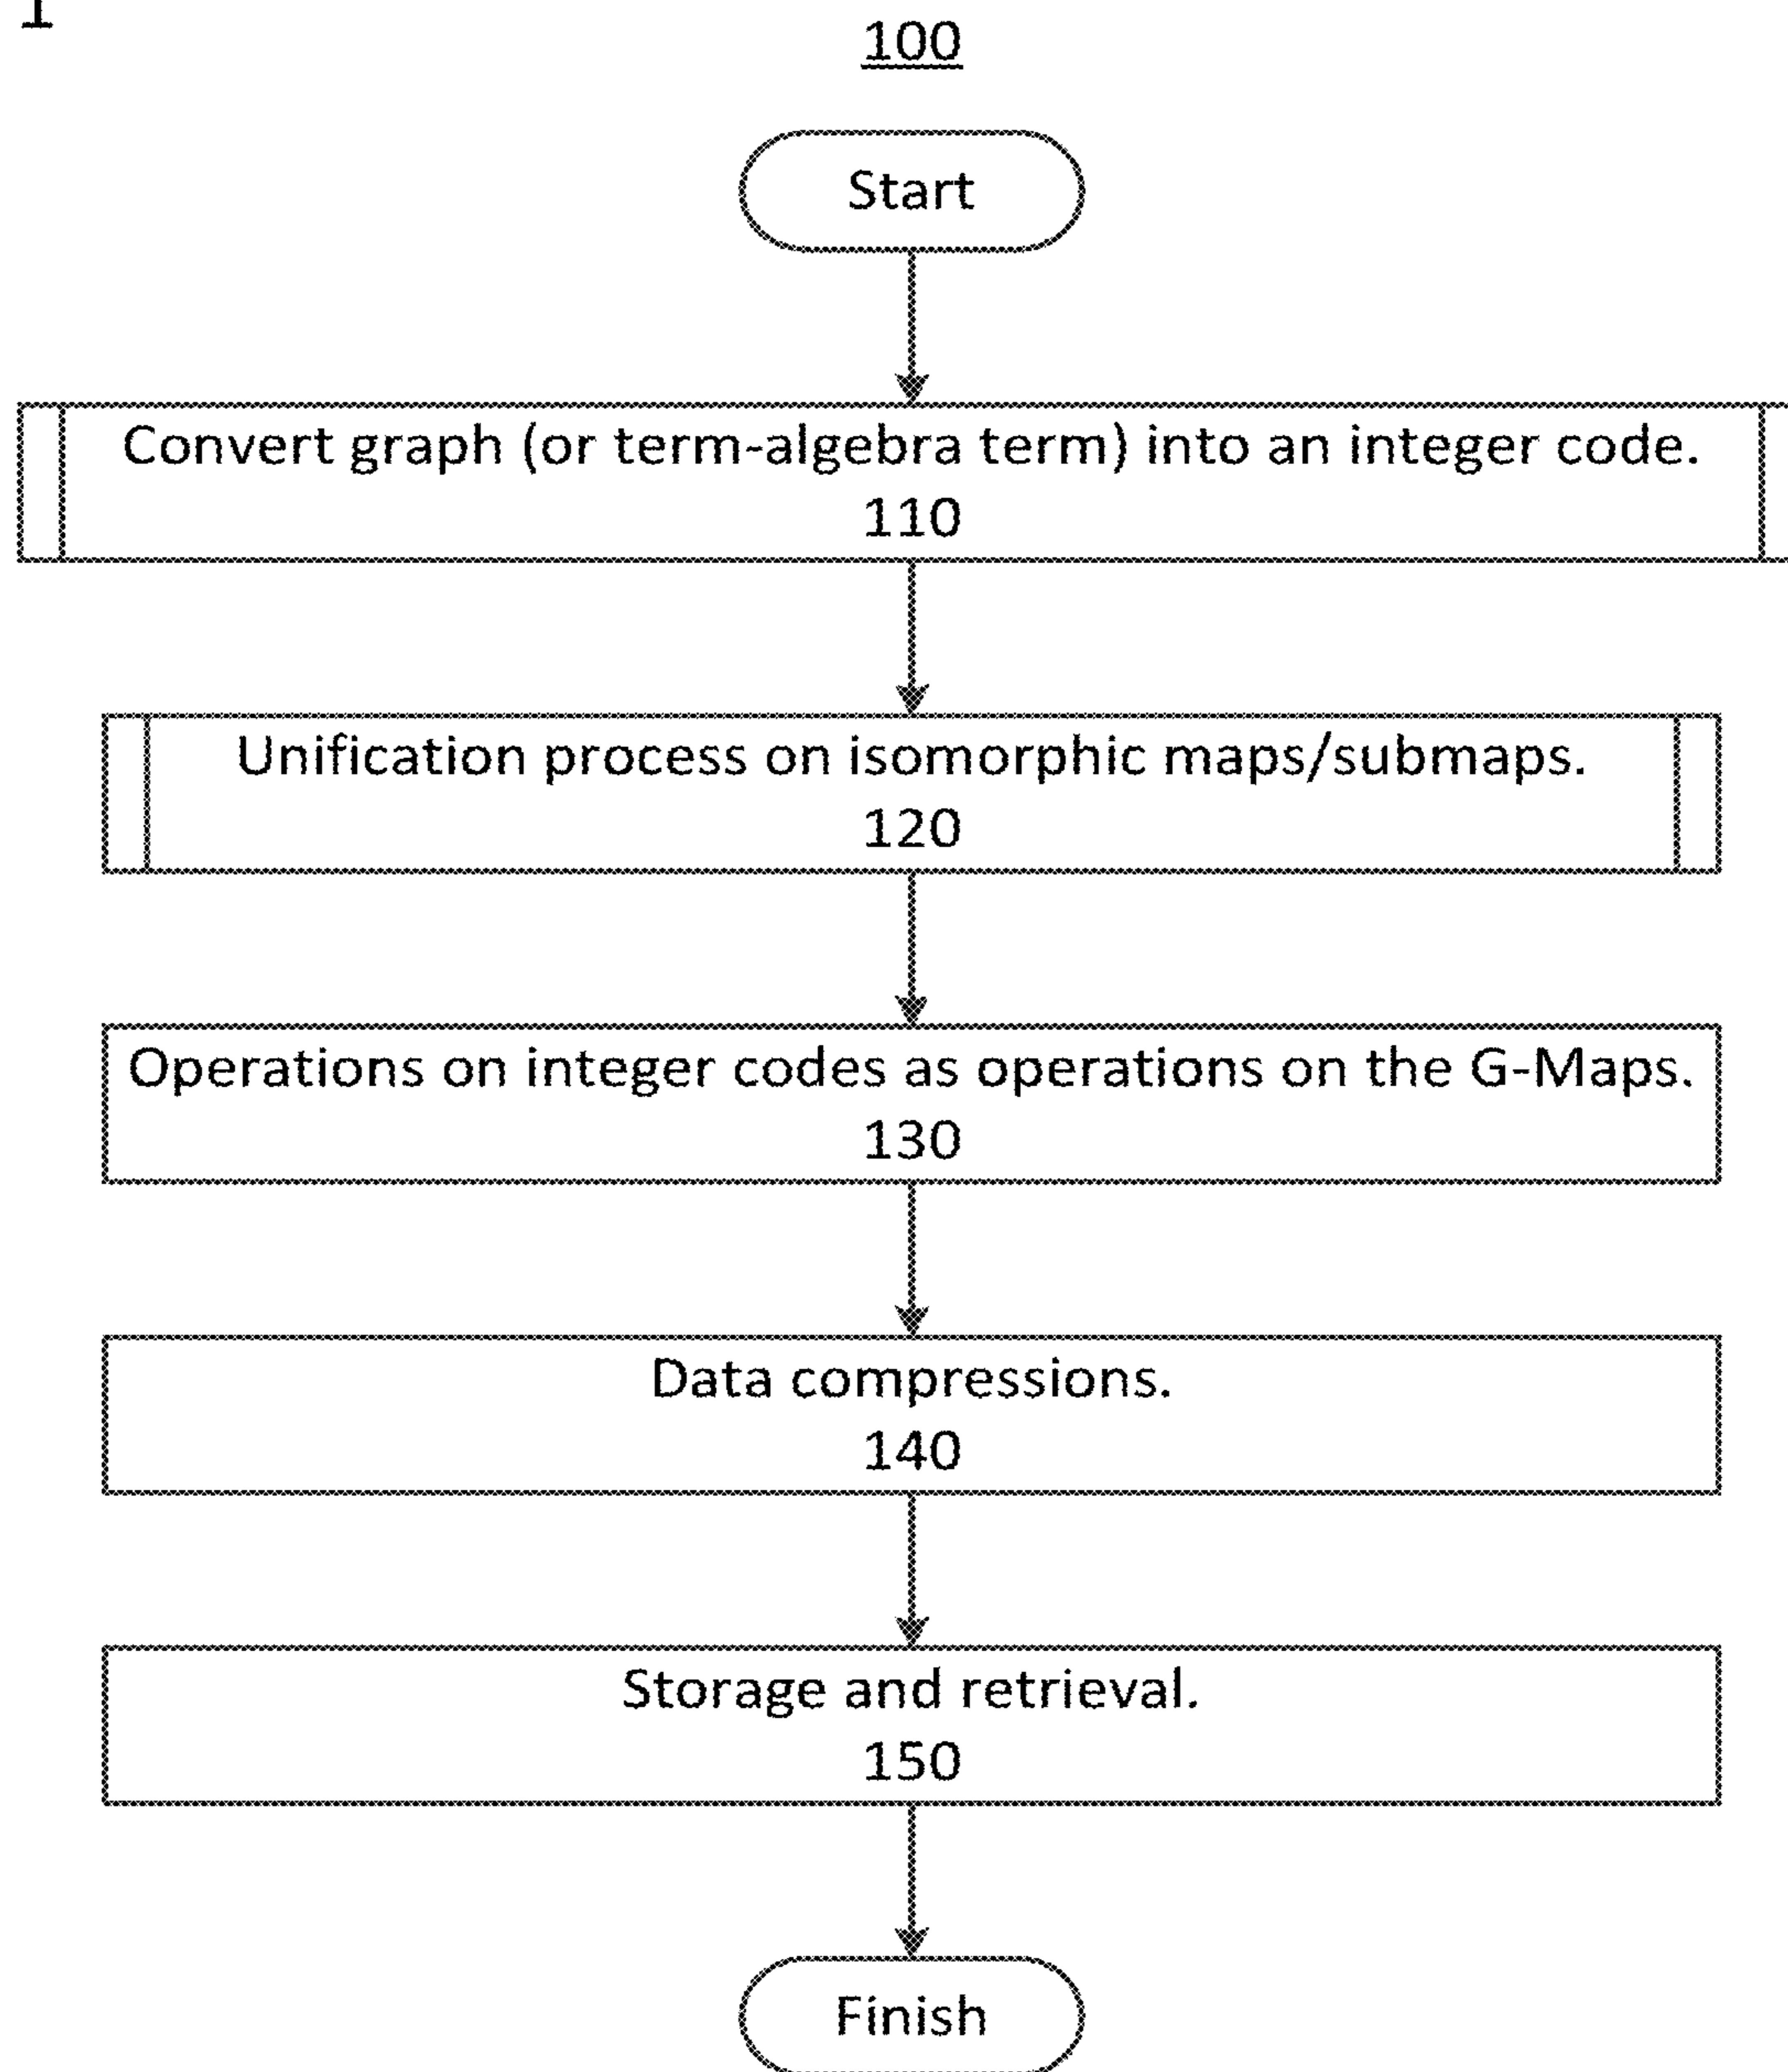 1
100
Start
Convert graph (or term-algebra term) into an integer code.
110
Unification process on isomorphic maps/submaps.
120
Operations on integer codes as operations on the G-Maps.
130
Data compressions.
140
Storage and retrieval.
150
Finish